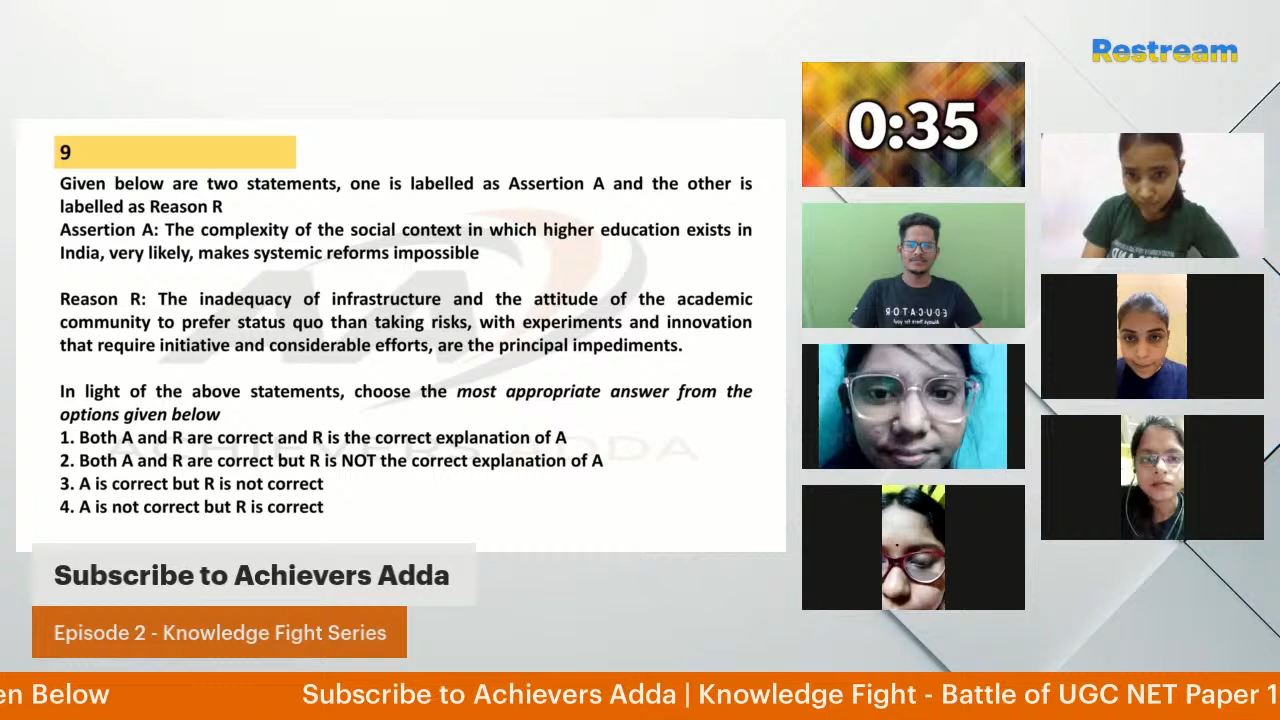 Restream
0:35
9
Given below are two statements, one is labelled as Assertion A and the other is
labelled as Reason R
Assertion A: The complexity of the social context in which higher education exists in
India, very likely, makes systemic reforms impossible
Reason R: The inadequacy of infrastructure and the attitude of the academic
community to prefer status quo than taking risks, with experiments and innovation
that require initiative and considerable efforts, are the principal impediments.
In light of the above statements, choose the most appropriate answer from the
options given below
1. Both A and R are correct and R is the correct explanation of A
2. Both A and R are correct but R is NOT the correct explanation of A
3. A is correct but R is not correct
4. A is not correct but R is correct
ACHIEVERS ADDA
EDUCATOR
Subscribe to Achievers Adda
Episode 2 - Knowledge Fight Series
en Below
Subscribe to Achievers Adda | Knowledge Fight - Battle of UGC NET Paper 1